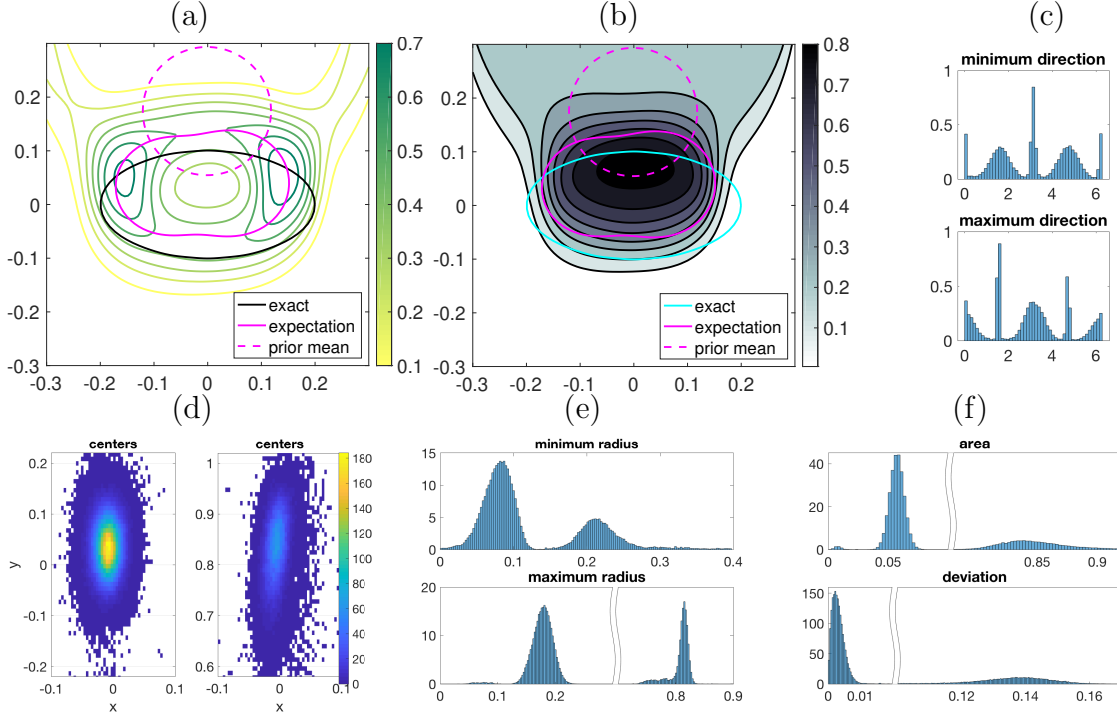 (a)
0.2
0.1
0
-0.1
-0.2
-0.3
-0.3 -0.2 -0.1 0 0.1 0.2
exact
expectation
prior mean
0.7
0.6
0.5
0.4
0.3
0.2
0.1
(b)
0.2
0.1
0
-0.1
-0.2
-0.3
-0.3 -0.2 -0.1 0 0.1 0.2
exact
expectation
prior mean
0.8
0.7
0.6
0.5
0.4
0.3
0.2
0.1
(c)
minimum direction
1
0.5
0
0 2 4 6
maximum direction
1
0.5
0
0 2 4 6
(d)
centers
0.2
0.1
0
-0.1
-0.2
y
-0.1 0 0.1
x
centers
1
0.9
0.8
0.7
0.6
-0.1 0 0.1
x
180
160
140
120
100
80
60
40
20
0
(e)
minimum radius
15
10
5
0
0 0.1 0.2 0.3 0.4
maximum radius
20
10
0
0.2 0.8 0.9
(f)
area
40
20
0
0.05 0.85 0.9
deviation
150
100
50
0
0 0.01 0.12 0.14 0.16